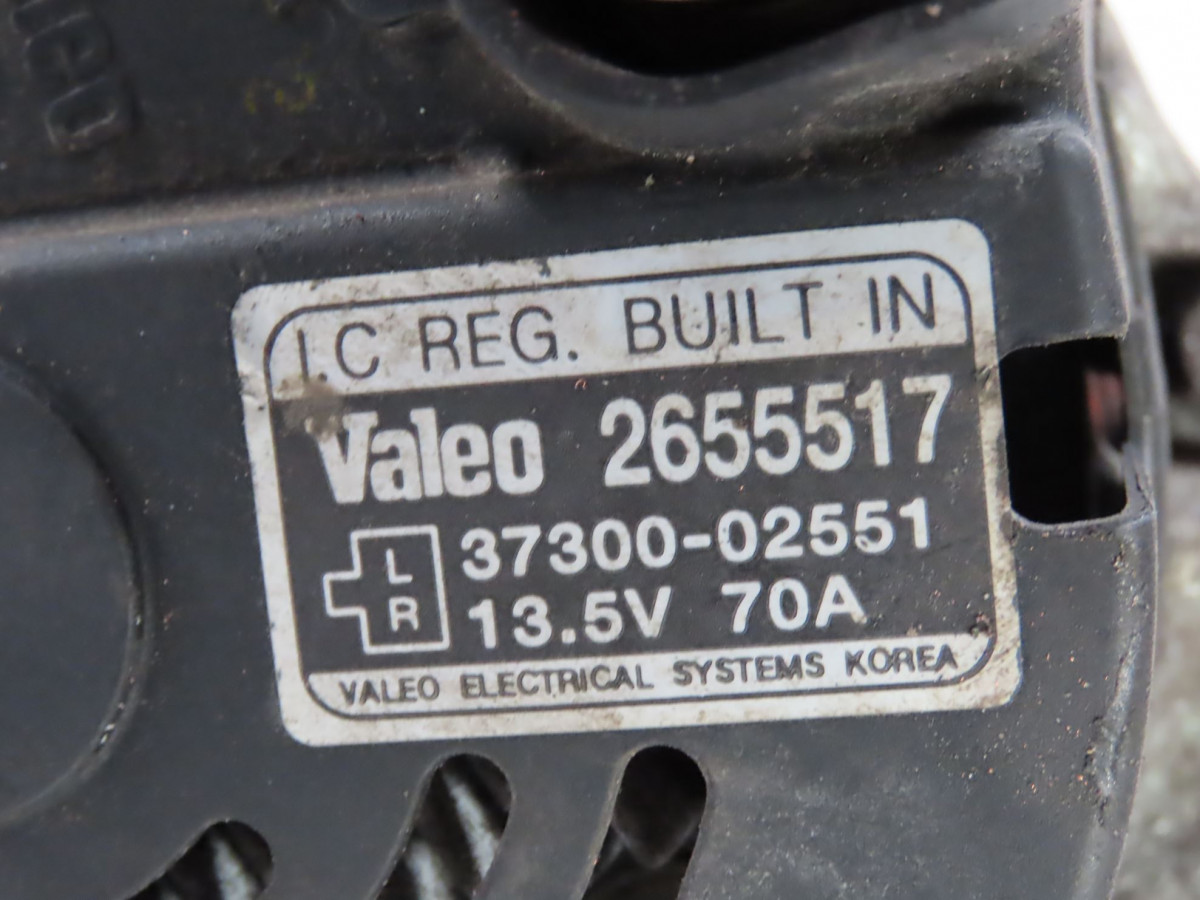 I.C REG. BUILT IN
Valeo 2655517
L
R
37300-02551
13.5V 70A
VALEO ELECTRICAL SYSTEMS KOREA